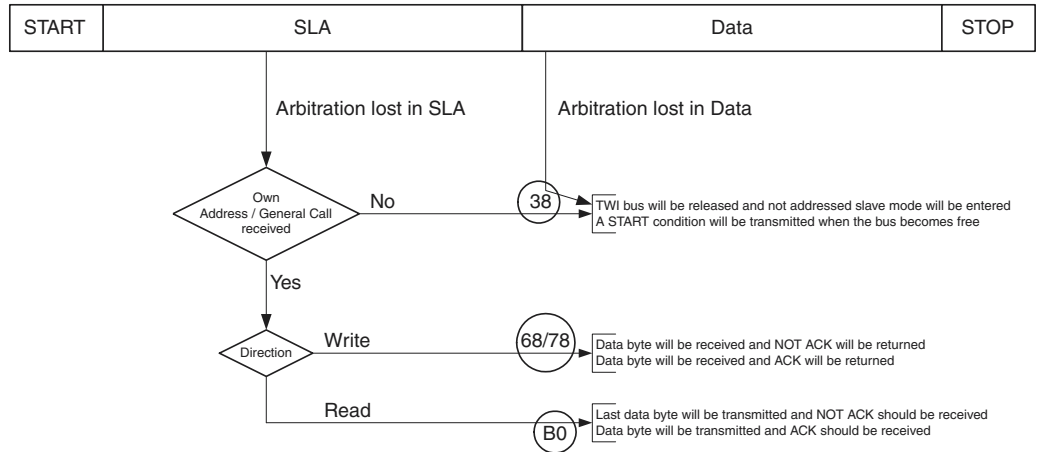 START SLA Data STOP
Arbitration lost in SLA Arbitration lost in Data
Own
Address / General Call
received
No
38
TWI bus will be released and not addressed slave mode will be entered
A START condition will be transmitted when the bus becomes free
Yes
Direction
Write
68/78
Data byte will be received and NOT ACK will be returned
Data byte will be received and ACK will be returned
Read
B0
Last data byte will be transmitted and NOT ACK should be received
Data byte will be transmitted and ACK should be received